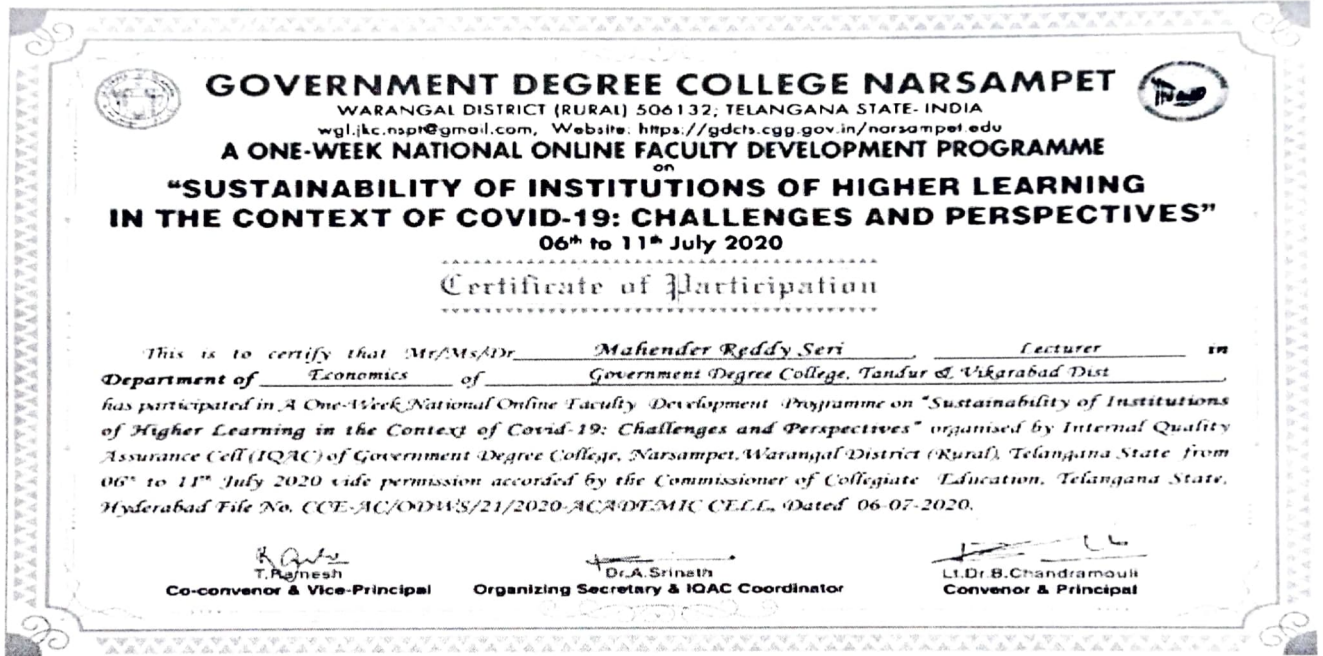 GOVERNMENT DEGREE COLLEGE NARSAMPET
WARANGAL DISTRICT (RURAL) 506132; TELANGANA STATE- INDIA
wgl.jkc.nspt@gmail.com, Website: https://gdcts.cgg.gov.in/narsampet.edu
A ONE-WEEK NATIONAL ONLINE FACULTY DEVELOPMENT PROGRAMME
on
"SUSTAINABILITY OF INSTITUTIONS OF HIGHER LEARNING
IN THE CONTEXT OF COVID-19: CHALLENGES AND PERSPECTIVES"
06th to 11th July 2020
Certificate of Participation
This is to certify that Mr/Ms/Dr Mahender Reddy Seri, Lecturer in
Department of Economics of Government Degree College, Tandur & Vikarabad Dist,
has participated in A One-Week National Online Faculty Development Programme on "Sustainability of Institutions
of Higher Learning in the Context of Covid-19: Challenges and Perspectives" organised by Internal Quality
Assurance Cell (IQAC) of Government Degree College, Narsampet, Warangal District (Rural), Telangana State from
06th to 11th July 2020 vide permission accorded by the Commissioner of Collegiate Education, Telangana State,
Hyderabad File No. CCE-AC/ODWS/21/2020-ACADEMIC CELL, Dated 06-07-2020.
T.Ramesh Dr.A.Srinath Lt.Dr.B.Chandramouli
Co-convenor & Vice-Principal Organizing Secretary & IQAC Coordinator Convenor & Principal